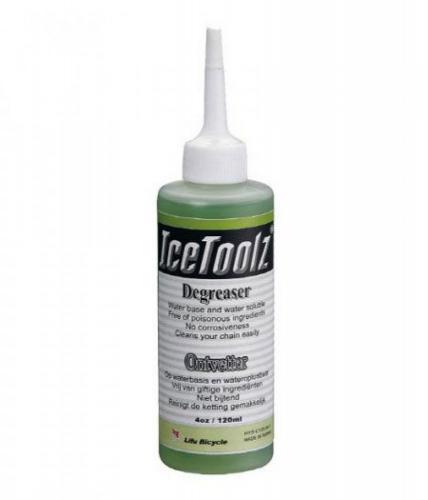 IceToolz
Degreaser
Water base and water soluble
Free of poisonous ingredients
No corrosiveness
Cleans your chain easily
Ontvetter
Op waterbasis en wateroplosbaar
Vrij van giftige ingrediënten
Niet bijtend
Reinigt de ketting gemakkelijk
4oz / 120ml
Life Bicycle